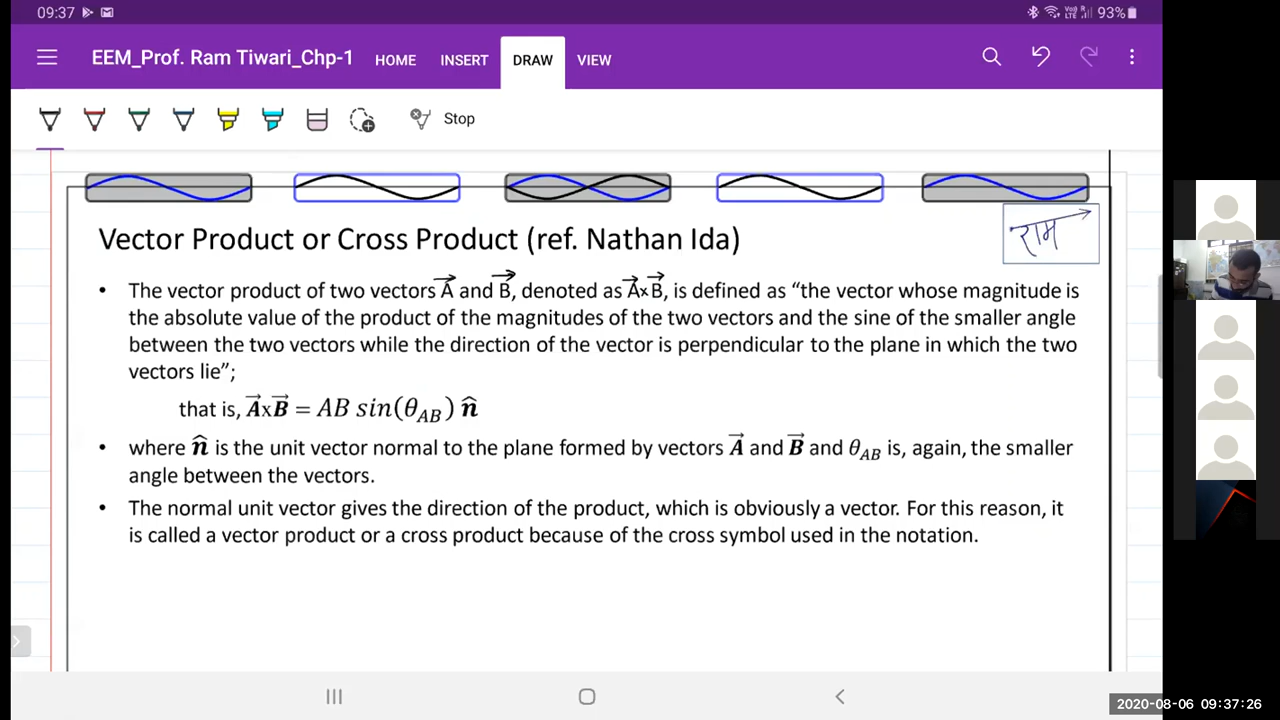 09:37
Vo) R
LTE
93%
EEM_Prof. Ram Tiwari_Chp-1
HOME INSERT DRAW VIEW
Stop
Vector Product or Cross Product (ref. Nathan Ida)
राम
• The vector product of two vectors A⃗ and B⃗, denoted as A⃗xB⃗, is defined as “the vector whose magnitude is
the absolute value of the product of the magnitudes of the two vectors and the sine of the smaller angle
between the two vectors while the direction of the vector is perpendicular to the plane in which the two
vectors lie”;
that is, A⃗xB⃗ = AB sin(θ_AB) n̂
• where n̂ is the unit vector normal to the plane formed by vectors A⃗ and B⃗ and θ_AB is, again, the smaller
angle between the vectors.
• The normal unit vector gives the direction of the product, which is obviously a vector. For this reason, it
is called a vector product or a cross product because of the cross symbol used in the notation.
2020-08-06 09:37:26